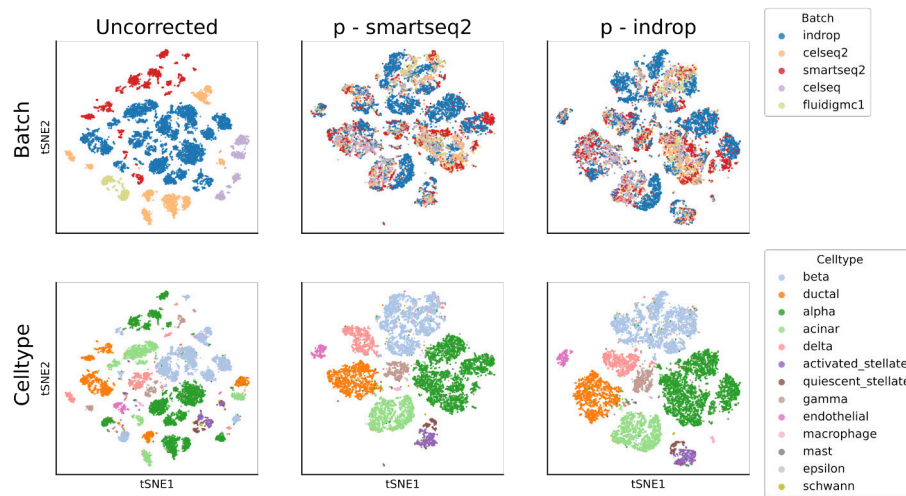 Uncorrected
p - smartseq2
p - indrop
Batch
tSNE2
Batch
indrop
celseq2
smartseq2
celseq
fluidigmc1
Celltype
tSNE2
tSNE1
tSNE1
tSNE1
Celltype
beta
ductal
alpha
acinar
delta
activated_stellate
quiescent_stellate
gamma
endothelial
macrophage
mast
epsilon
schwann